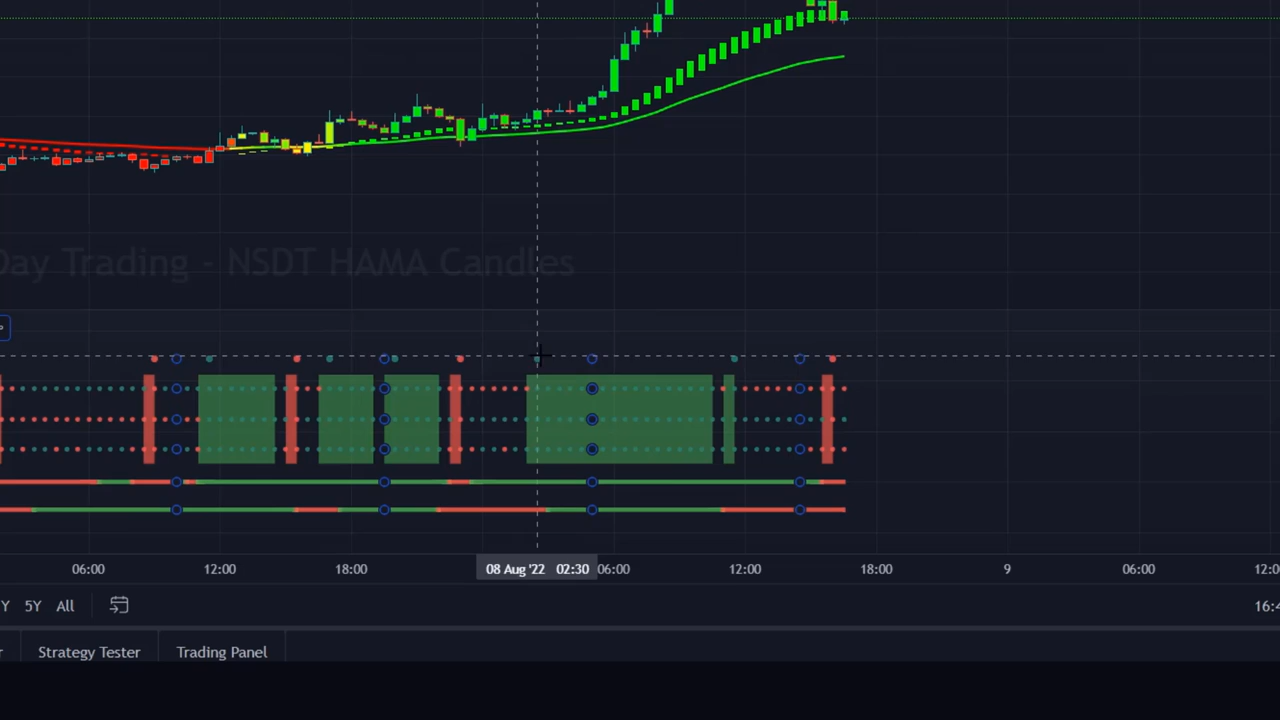 Day Trading - NSDT HAMA Candles
06:00 12:00 18:00 08 Aug '22 02:30 06:00 12:00 18:00 9 06:00 12:0
Y 5Y All 16:4
r Strategy Tester Trading Panel